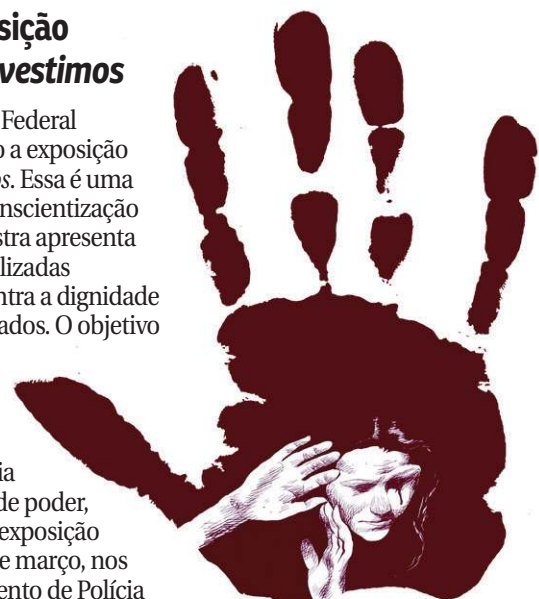 sição
vestimos
Federal
o a exposição
s. Essa é uma
nscientização
stra apresenta
lizadas
ntra a dignidade
ados. O objetivo
ia
de poder,
exposição
e março, nos
ento de Polícia